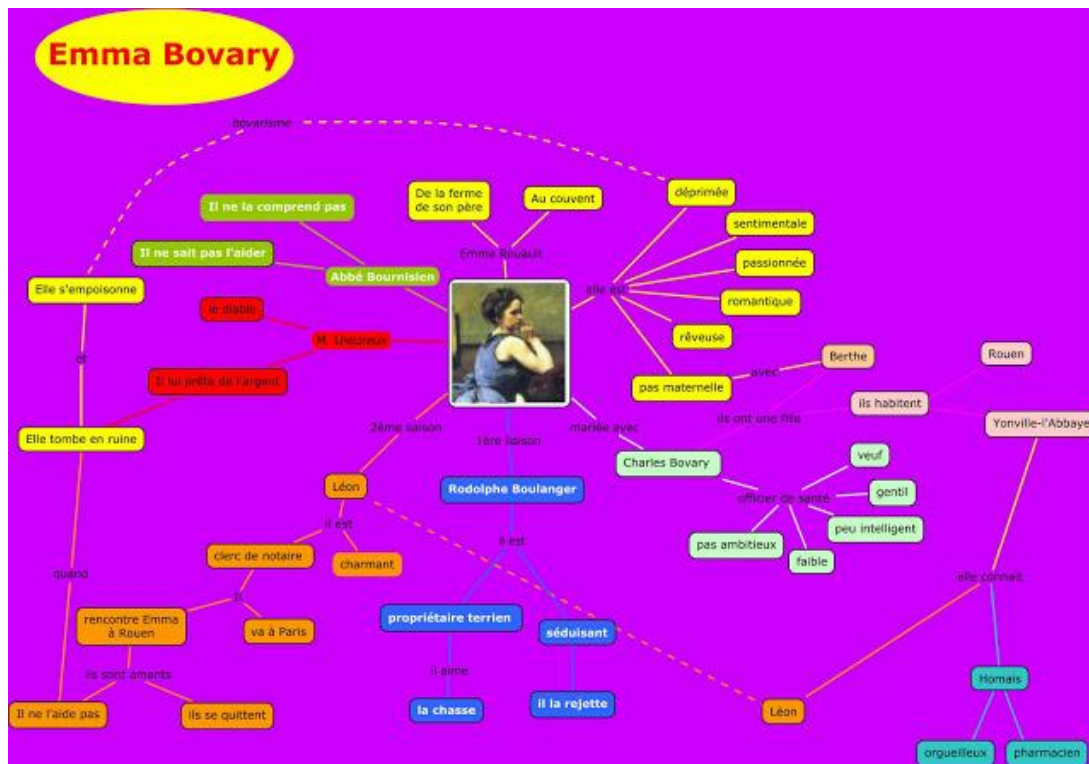 Emma Bovary
bovarisme
déprimée
De la ferme
de son père
Au couvent
Il ne la comprend pas
sentimentale
Il ne sait pas l'aider
Emma Rouault
passionnée
Abbé Bournisien
Elle s'empoisonne
elle est
romantique
le diable
M. Lheureux
rêveuse
et
Berthe
Rouen
Il lui prête de l'argent
pas maternelle
avec
ils habitent
ils ont une fille
Yonville-l'Abbaye
2ème liaison
1ère liaison
mariée avec
Elle tombe en ruine
Charles Bovary
veuf
Léon
Rodolphe Boulanger
officier de santé
gentil
il est
il est
peu intelligent
clerc de notaire
charmant
pas ambitieux
faible
quand
elle connait
il
rencontre Emma
à Rouen
va à Paris
propriétaire terrien
séduisant
ils sont amants
il aime
Homais
Il ne l'aide pas
ils se quittent
la chasse
il la rejette
Léon
orgueilleux
pharmacien